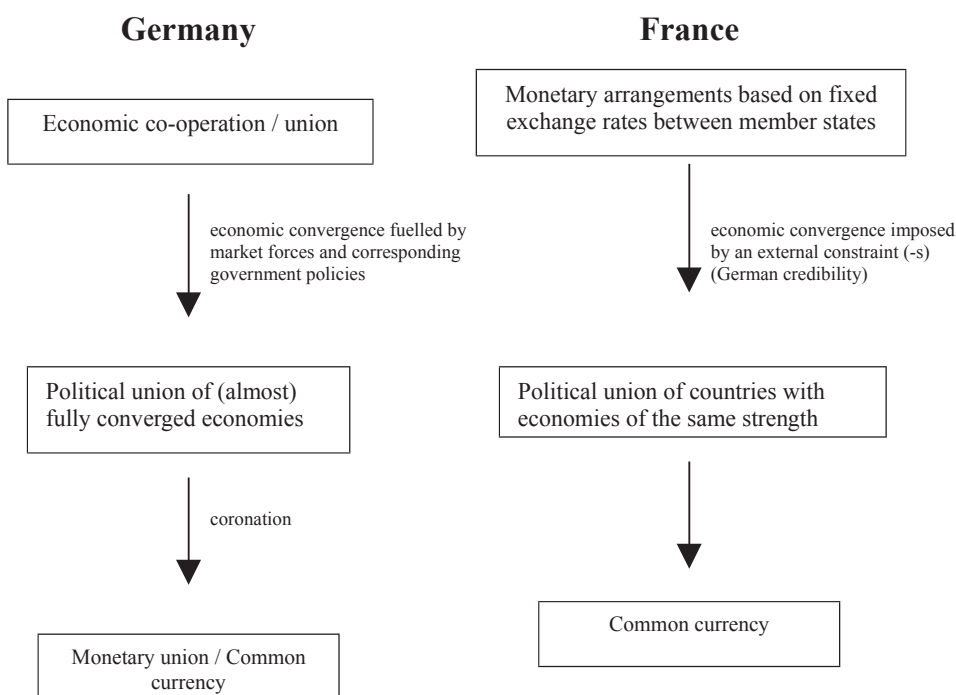 Germany
Economic co-operation / union
economic convergence fuelled by
market forces and corresponding
government policies
Political union of (almost)
fully converged economies
coronation
Monetary union / Common
currency
France
Monetary arrangements based on fixed
exchange rates between member states
economic convergence imposed
by an external constraint (-s)
(German credibility)
Political union of countries with
economies of the same strength
Common currency